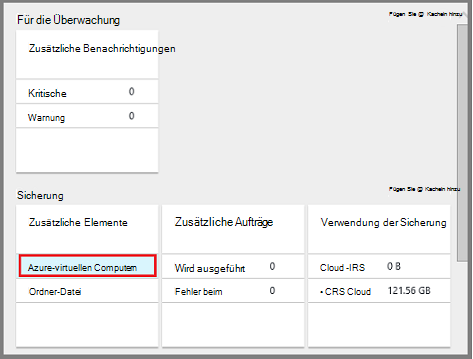 Für die Überwachung
Fügen Sie @ Kacheln hinzu
Zusätzliche Benachrichtigungen
Kritische 0
Warnung 0
Sicherung
Fügen Sie @ Kacheln hinzu
Zusätzliche Elemente
Azure-virtuellen Computern
Ordner-Datei
Zusätzliche Aufträge
Wird ausgeführt 0
Fehler beim 0
Verwendung der Sicherung
Cloud -IRS 0 B
• CRS Cloud 121.56 GB